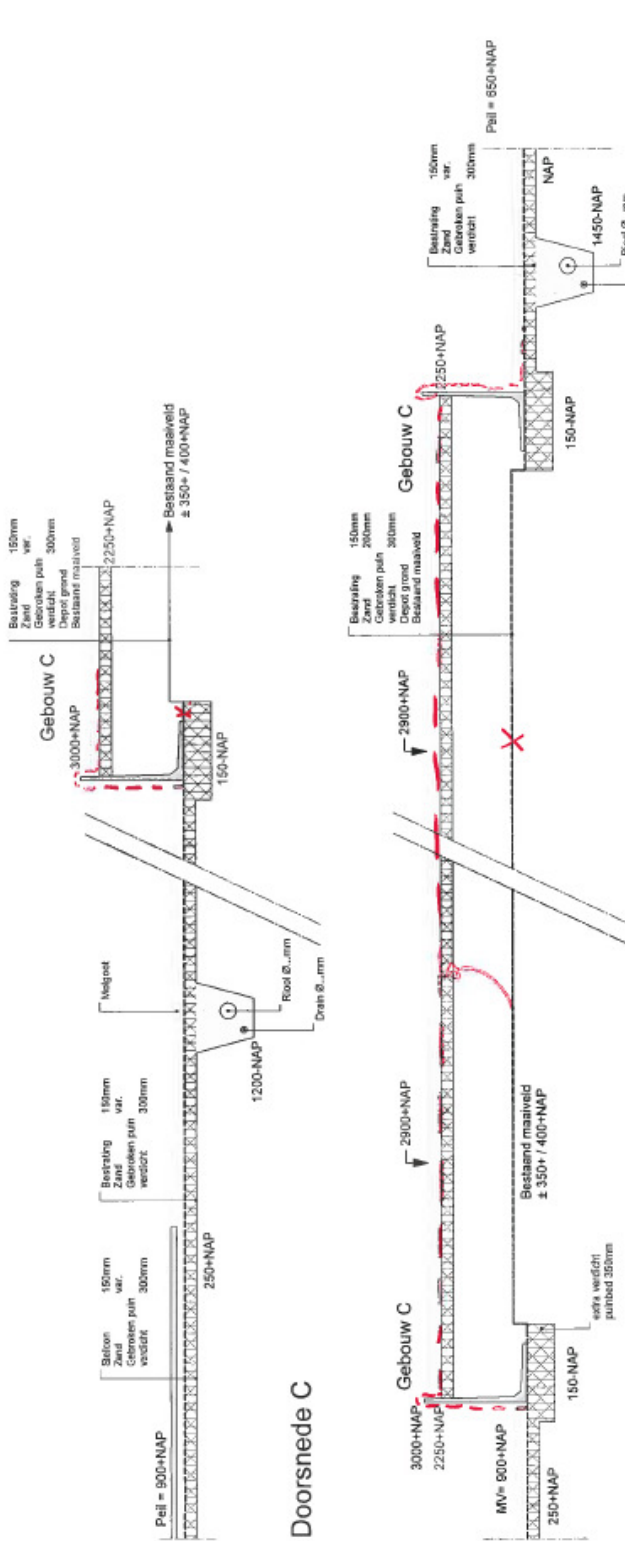 Peil = 900+NAP
Stelcon 150mm
Zand var.
Gebroken puin 300mm
verdicht
250+NAP
Bestrating 150mm
Zand var.
Gebroken puin 300mm
verdicht
Molgoot
1200-NAP
Riool Ø...mm
Drain Ø...mm
3000+NAP
Gebouw C
Bestrating 150mm
Zand var.
Gebroken puin 300mm
verdicht
Depot grond
Bestaand maaiveld
2250+NAP
Bestaand maaiveld
± 350+ / 400+NAP
150-NAP
Doorsnede C
3000+NAP
2250+NAP
Gebouw C
MV= 900+NAP
250+NAP
150-NAP
extra verdicht
puinbed 350mm
Bestaand maaiveld
± 350+ / 400+NAP
2900+NAP
2900+NAP
Bestrating 150mm
Zand 200mm
Gebroken puin 300mm
verdicht
Depot grond
Bestaand maaiveld
Gebouw C
2250+NAP
150-NAP
Bestrating 150mm
Zand var.
Gebroken puin 300mm
verdicht
1450-NAP
NAP
Peil = 650+NAP